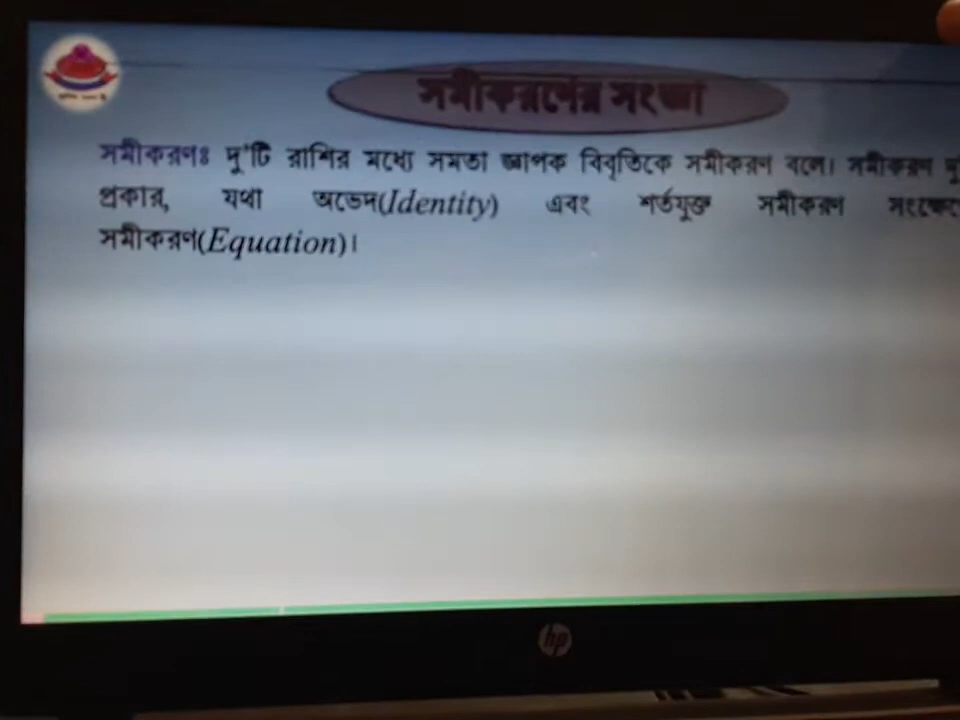 সমীকরণের সংজ্ঞা
সমীকরণঃ দু'টি রাশির মধ্যে সমতা জ্ঞাপক বিবৃতিকে সমীকরণ বলে। সমীকরণ
প্রকার, যথা অভেদ(Identity) এবং শর্তযুক্ত সমীকরণ
সমীকরণ(Equation)।
hp